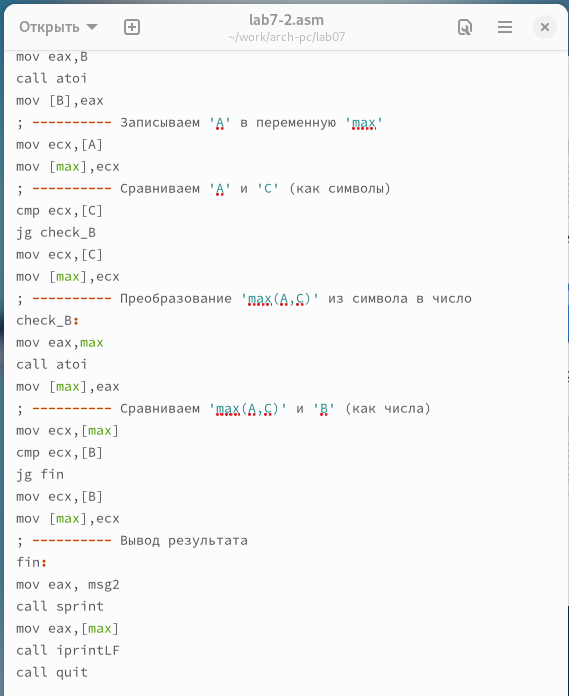 Открыть
lab7-2.asm
~/work/arch-pc/lab07
mov eax,B
call atoi
mov [B],eax
; ---------- Записываем 'A' в переменную 'max'
mov ecx,[A]
mov [max],ecx
; ---------- Сравниваем 'A' и 'C' (как символы)
cmp ecx,[C]
jg check_B
mov ecx,[C]
mov [max],ecx
; ---------- Преобразование 'max(A,C)' из символа в число
check_B:
mov eax,max
call atoi
mov [max],eax
; ---------- Сравниваем 'max(A,C)' и 'B' (как числа)
mov ecx,[max]
cmp ecx,[B]
jg fin
mov ecx,[B]
mov [max],ecx
; ---------- Вывод результата
fin:
mov eax, msg2
call sprint
mov eax,[max]
call iprintLF
call quit